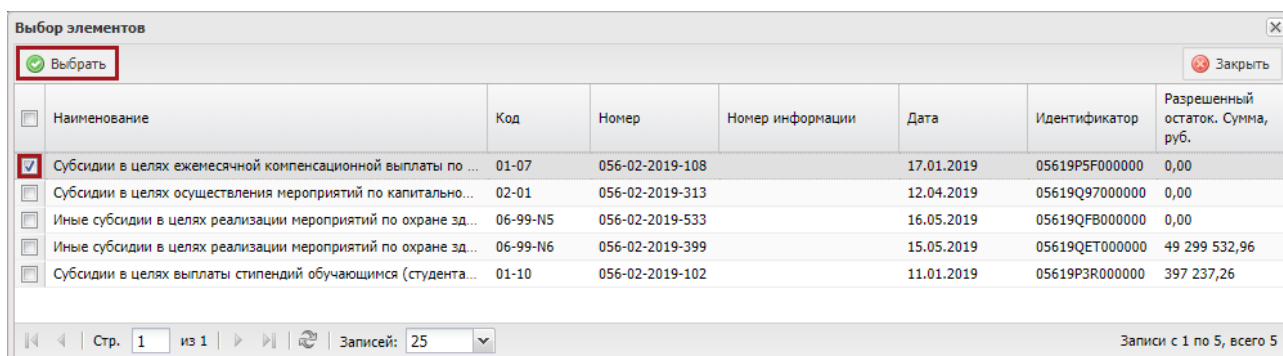 Выбор элементов
Выбрать Закрыть
Наименование Код Номер Номер информации Дата Идентификатор Разрешенный остаток. Сумма, руб.
Субсидии в целях ежемесячной компенсационной выплаты по ... 01-07 056-02-2019-108 17.01.2019 05619P5F000000 0,00
Субсидии в целях осуществления мероприятий по капитально... 02-01 056-02-2019-313 12.04.2019 05619Q97000000 0,00
Иные субсидии в целях реализации мероприятий по охране зд... 06-99-N5 056-02-2019-533 16.05.2019 05619QFB000000 0,00
Иные субсидии в целях реализации мероприятий по охране зд... 06-99-N6 056-02-2019-399 15.05.2019 05619QET000000 49 299 532,96
Субсидии в целях выплаты стипендий обучающимся (студента... 01-10 056-02-2019-102 11.01.2019 05619P3R000000 397 237,26
Стр. 1 из 1 Записей: 25 Записи с 1 по 5, всего 5